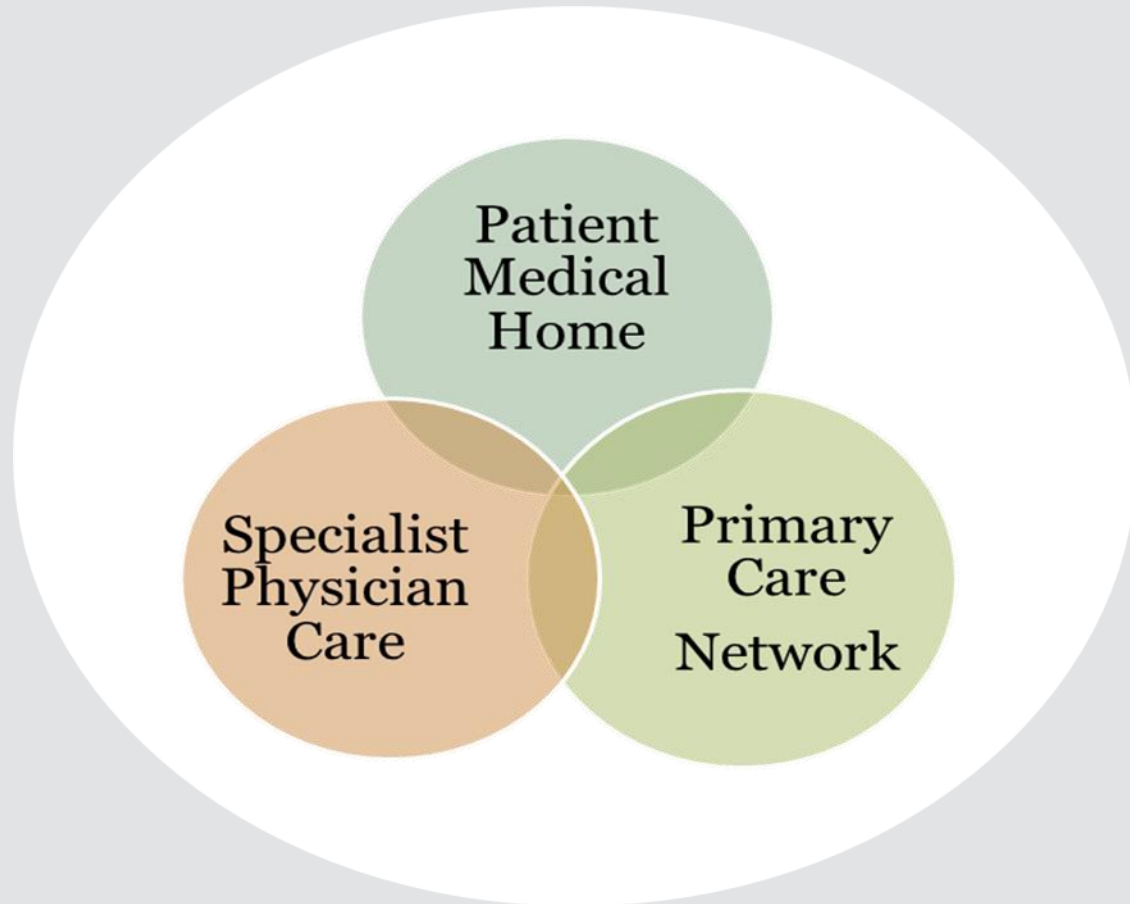 Patient
Medical
Home
Specialist
Physician
Care
Primary
Care
Network